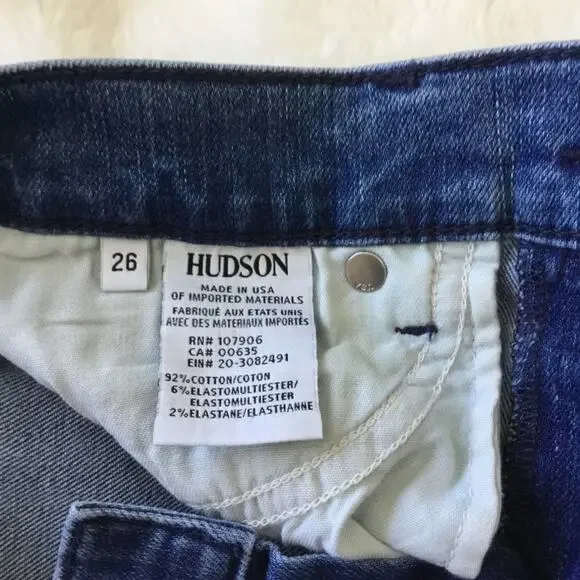 26
HUDSON
MADE IN USA
OF IMPORTED MATERIALS
FABRIQUÉ AUX ETATS UNIS
AVEC DES MATERIAUX IMPORTÉS
RN# 107906
CA# 00635
EIN# 20-3082491
92%COTTON/COTON
6%ELASTOMULTIESTER/
ELASTOMULTIESTER
2%ELASTANE/ELASTHANNE